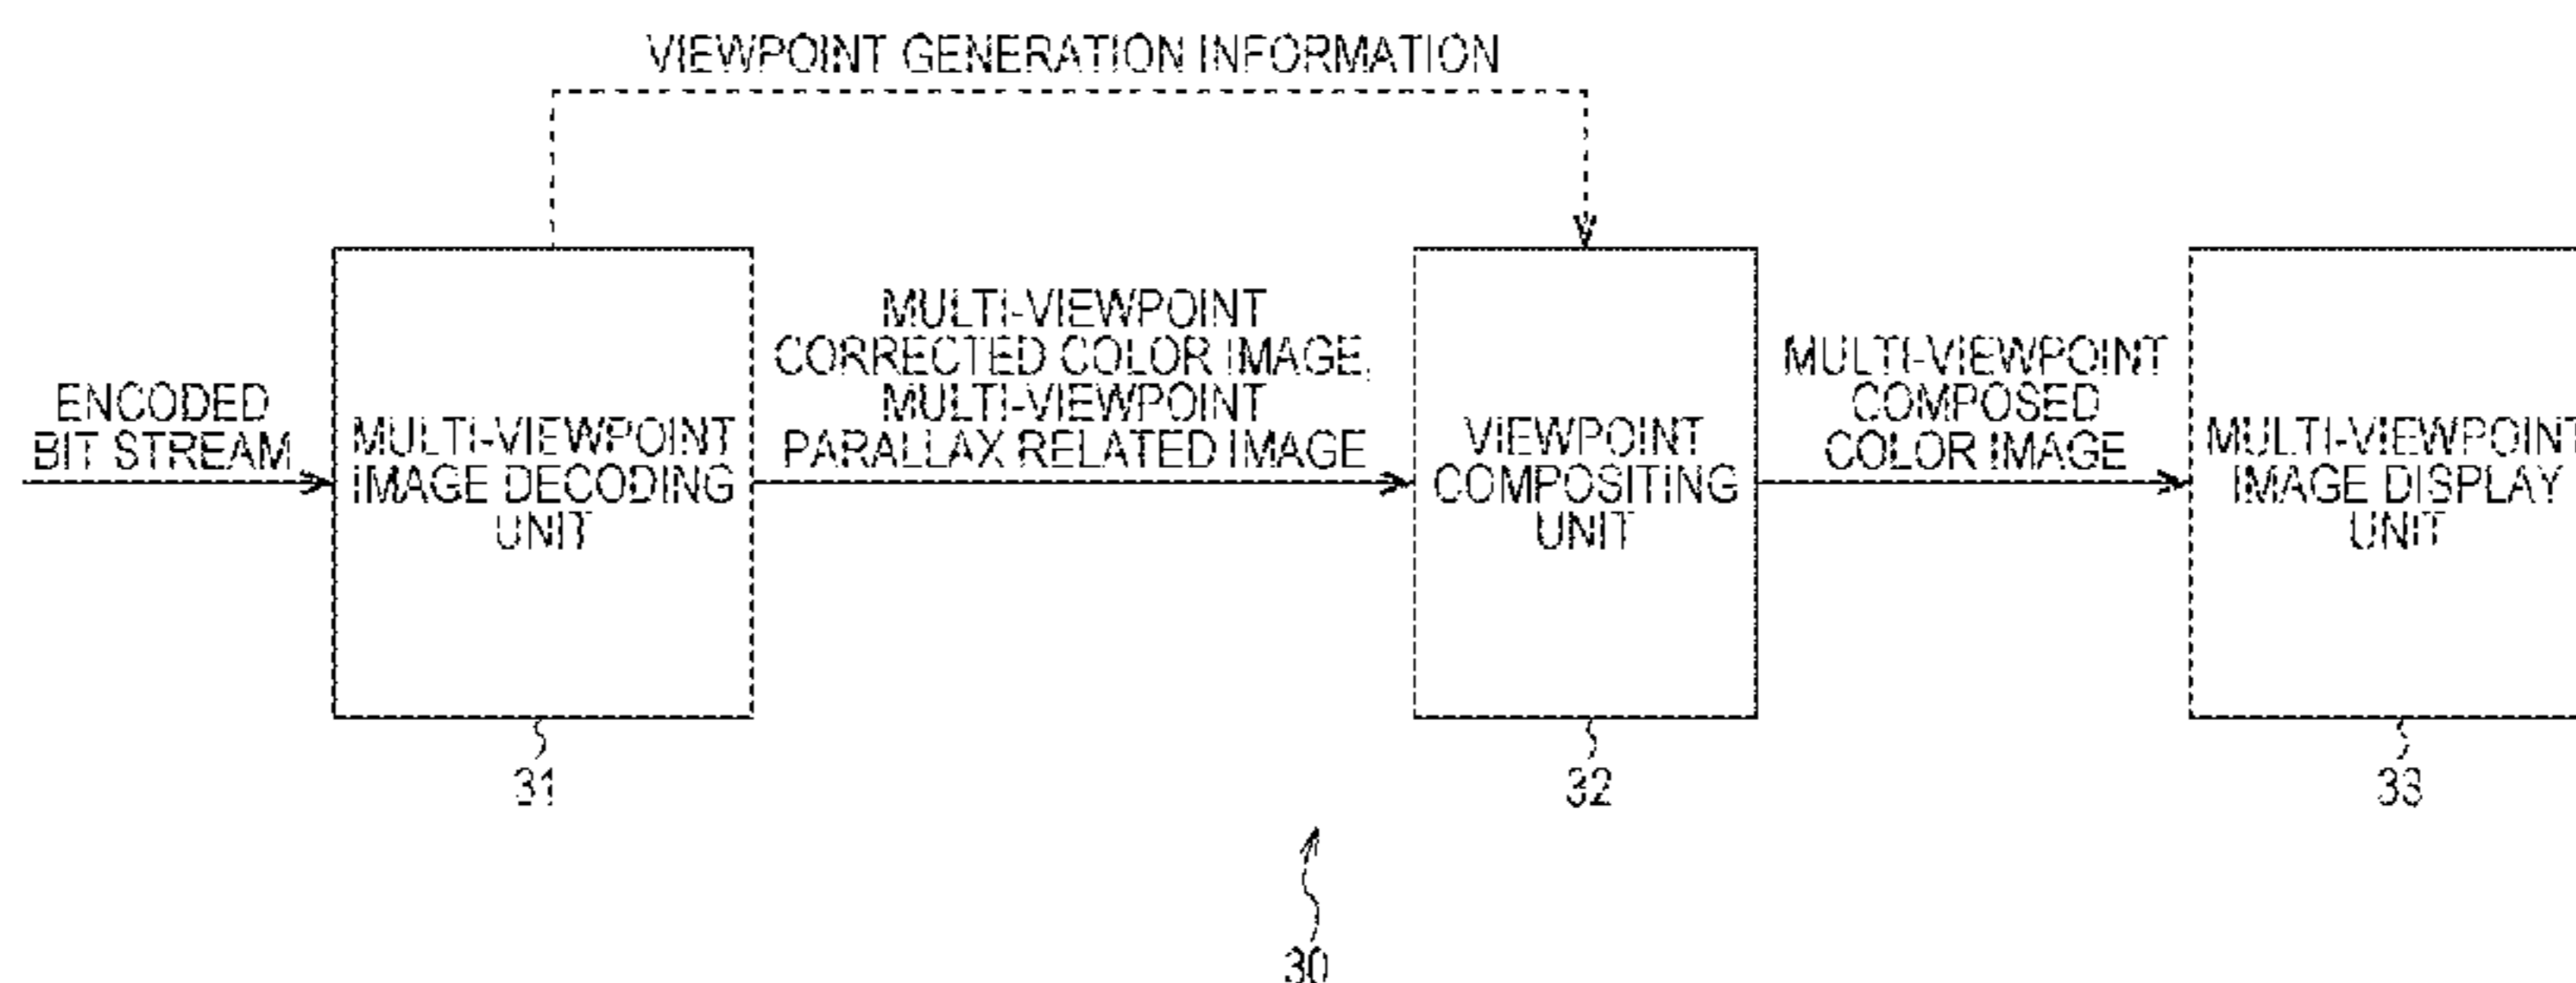 VIEWPOINT GENERATION INFORMATION
ENCODED
BIT STREAM
MULTI-VIEWPOINT
IMAGE DECODING
UNIT
MULTI-VIEWPOINT
CORRECTED COLOR IMAGE,
MULTI-VIEWPOINT
PARALLAX RELATED IMAGE
VIEWPOINT
COMPOSITING
UNIT
MULTI-VIEWPOINT
COMPOSED
COLOR IMAGE
MULTI-VIEWPOINT
IMAGE DISPLAY
UNIT
31
32
33
30